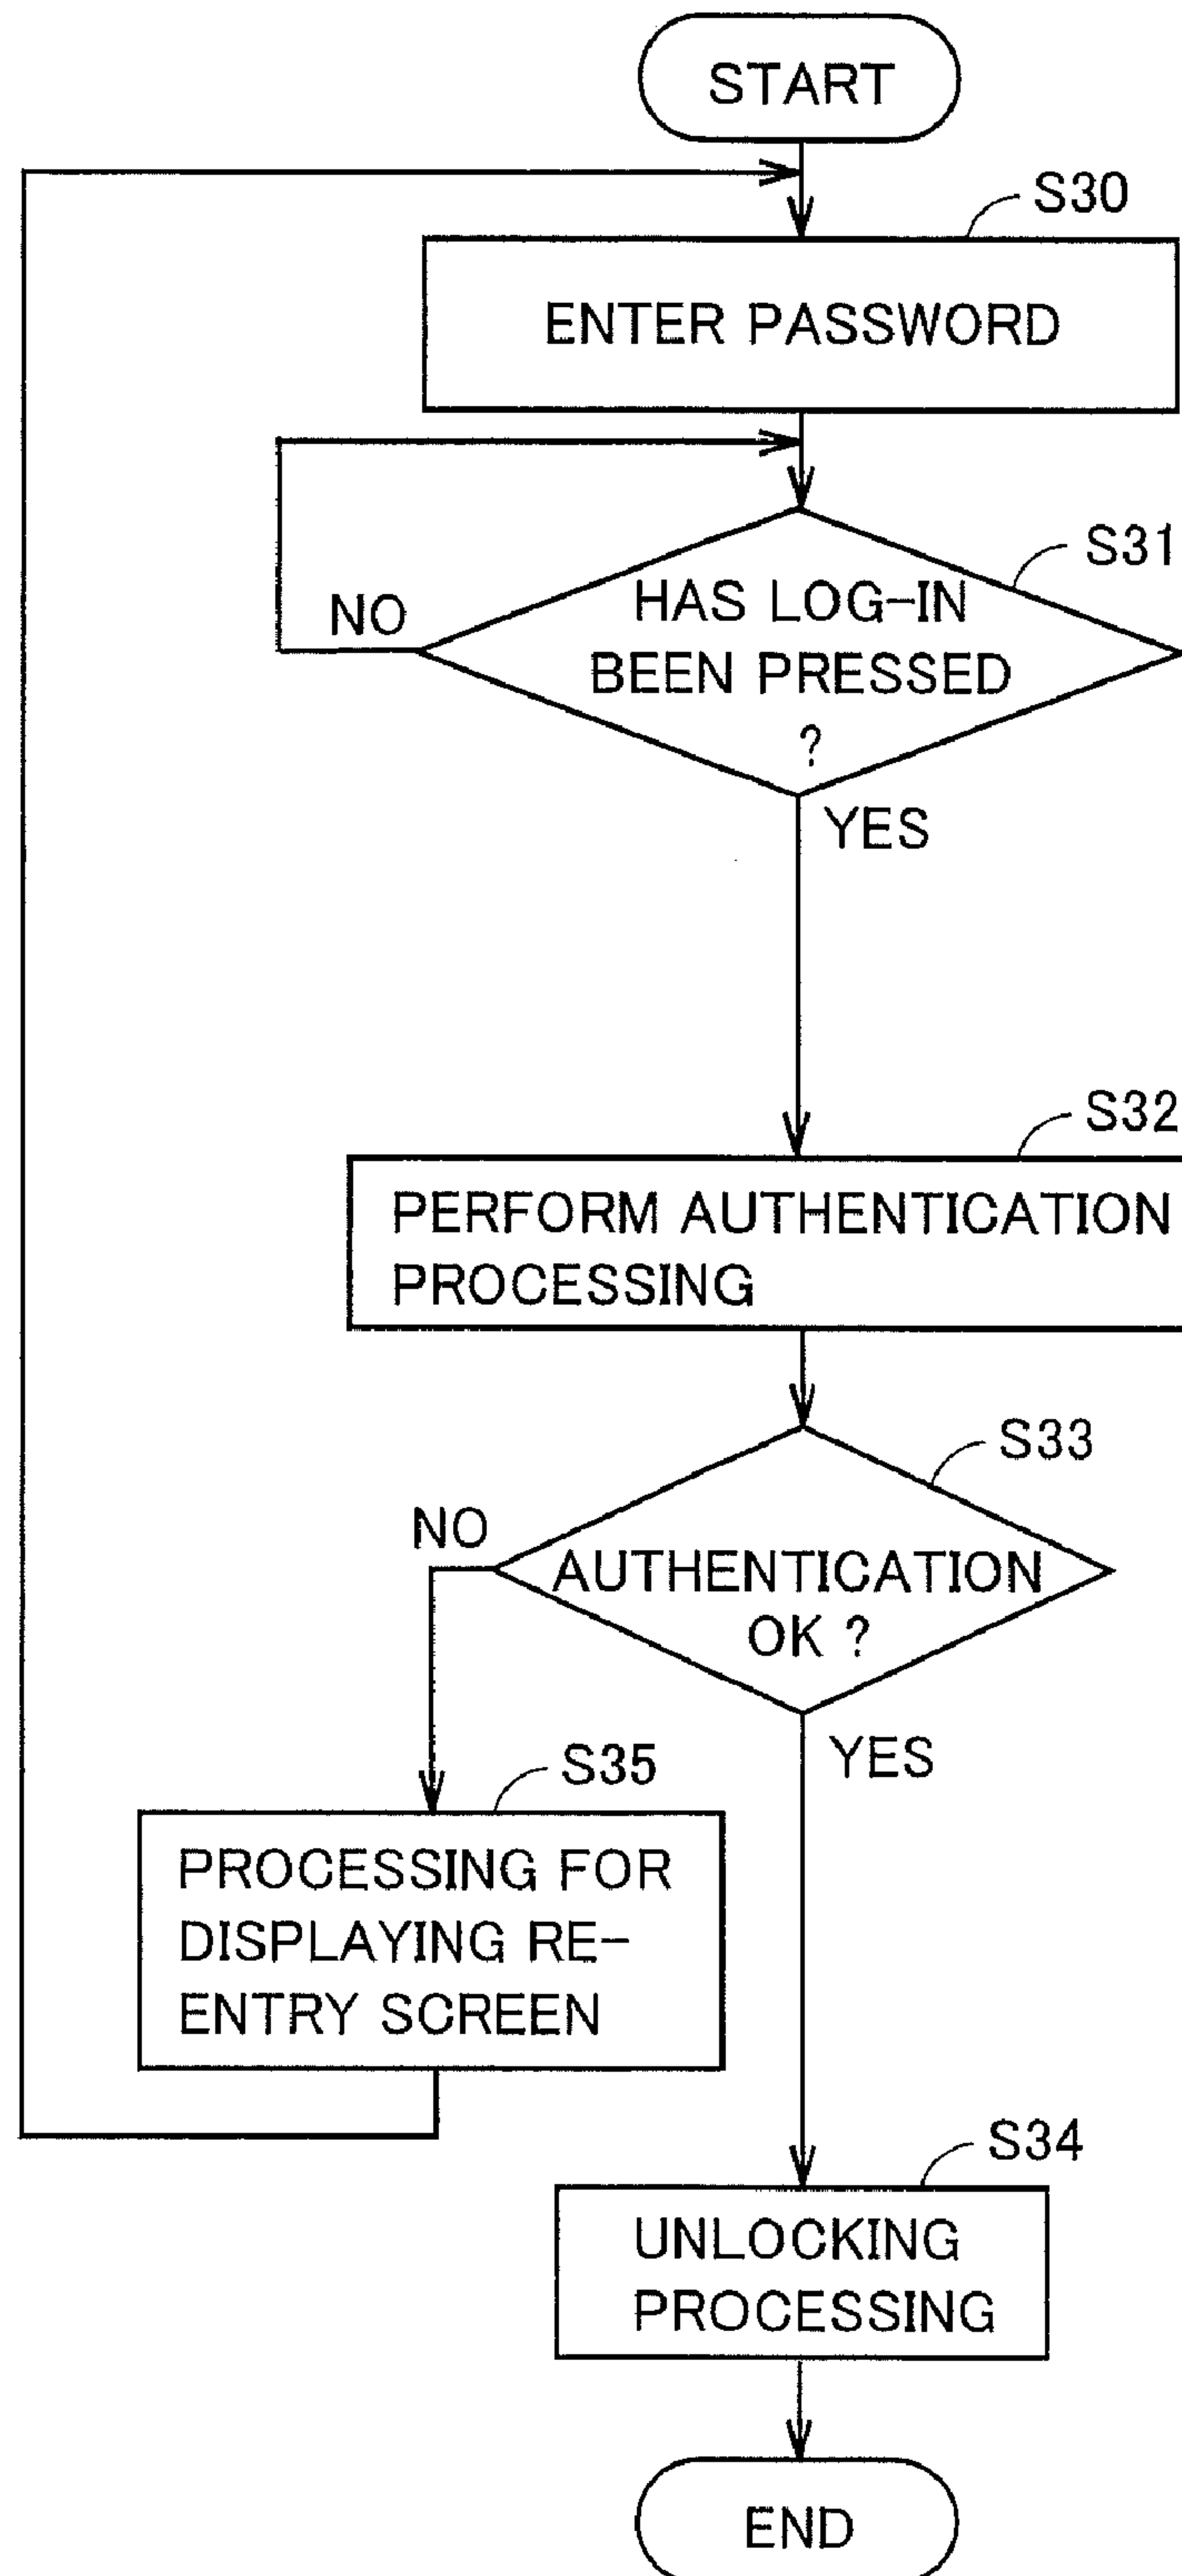 START
S30
ENTER PASSWORD
S31
HAS LOG-IN
BEEN PRESSED
?
NO
YES
S32
PERFORM AUTHENTICATION
PROCESSING
S33
NO
AUTHENTICATION
OK ?
YES
S35
PROCESSING FOR
DISPLAYING RE-
ENTRY SCREEN
S34
UNLOCKING
PROCESSING
END